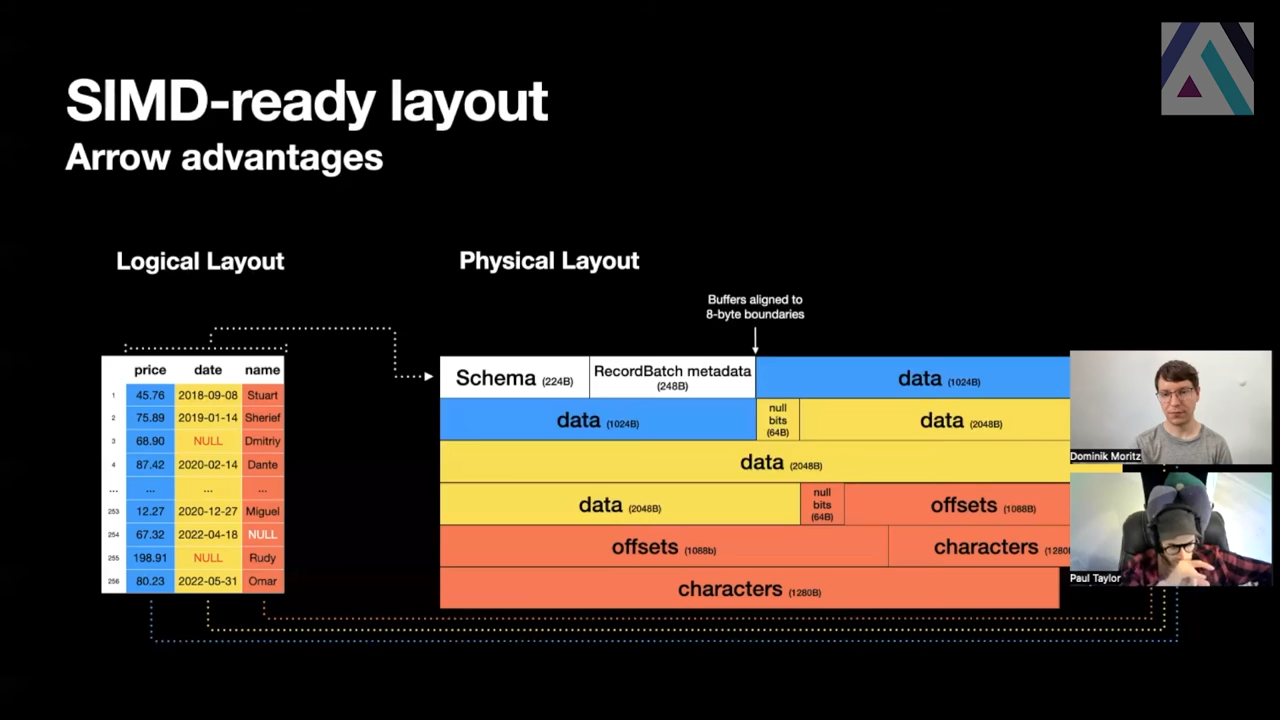 SIMD-ready layout
Arrow advantages
Logical Layout
Physical Layout
Buffers aligned to
8-byte boundaries
price date name
1 45.76 2018-09-08 Stuart
2 75.89 2019-01-14 Sherief
3 68.90 NULL Dmitriy
4 87.42 2020-02-14 Dante
... ... ... ...
253 12.27 2020-12-27 Miguel
254 67.32 2022-04-18 NULL
255 198.91 NULL Rudy
256 80.23 2022-05-31 Omar
Schema (224B)
RecordBatch metadata
(248B)
data (1024B)
data (1024B)
null
bits
(64B)
data (2048B)
data (2048B)
data (2048B)
null
bits
(64B)
offsets (1088B)
offsets (1088b)
characters (1280
characters (1280B)
Dominik Moritz
Paul Taylor